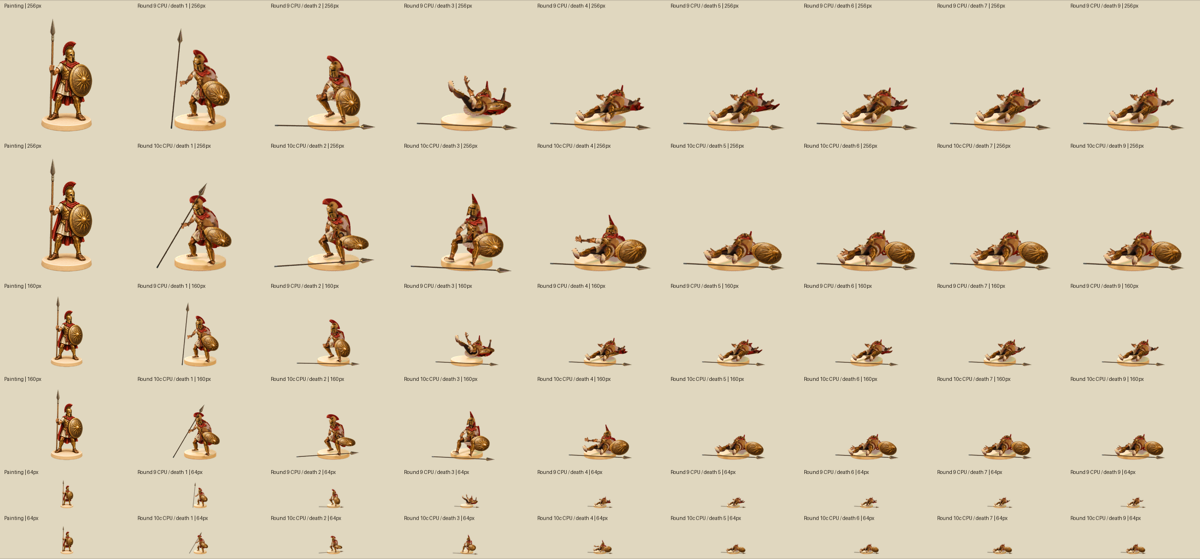 Painting | 256px Round 9 CPU / death 1 | 256px Round 9 CPU / death 2 | 256px Round 9 CPU / death 3 | 256px Round 9 CPU / death 4 | 256px Round 9 CPU / death 5 | 256px Round 9 CPU / death 6 | 256px Round 9 CPU / death 7 | 256px Round 9 CPU / death 9 | 256px
Painting | 256px Round 10c CPU / death 1 | 256px Round 10c CPU / death 2 | 256px Round 10c CPU / death 3 | 256px Round 10c CPU / death 4 | 256px Round 10c CPU / death 5 | 256px Round 10c CPU / death 6 | 256px Round 10c CPU / death 7 | 256px Round 10c CPU / death 9 | 256px
Painting | 160px Round 9 CPU / death 1 | 160px Round 9 CPU / death 2 | 160px Round 9 CPU / death 3 | 160px Round 9 CPU / death 4 | 160px Round 9 CPU / death 5 | 160px Round 9 CPU / death 6 | 160px Round 9 CPU / death 7 | 160px Round 9 CPU / death 9 | 160px
Painting | 160px Round 10c CPU / death 1 | 160px Round 10c CPU / death 2 | 160px Round 10c CPU / death 3 | 160px Round 10c CPU / death 4 | 160px Round 10c CPU / death 5 | 160px Round 10c CPU / death 6 | 160px Round 10c CPU / death 7 | 160px Round 10c CPU / death 9 | 160px
Painting | 64px Round 9 CPU / death 1 | 64px Round 9 CPU / death 2 | 64px Round 9 CPU / death 3 | 64px Round 9 CPU / death 4 | 64px Round 9 CPU / death 5 | 64px Round 9 CPU / death 6 | 64px Round 9 CPU / death 7 | 64px Round 9 CPU / death 9 | 64px
Painting | 64px Round 10c CPU / death 1 | 64px Round 10c CPU / death 2 | 64px Round 10c CPU / death 3 | 64px Round 10c CPU / death 4 | 64px Round 10c CPU / death 5 | 64px Round 10c CPU / death 6 | 64px Round 10c CPU / death 7 | 64px Round 10c CPU / death 9 | 64px